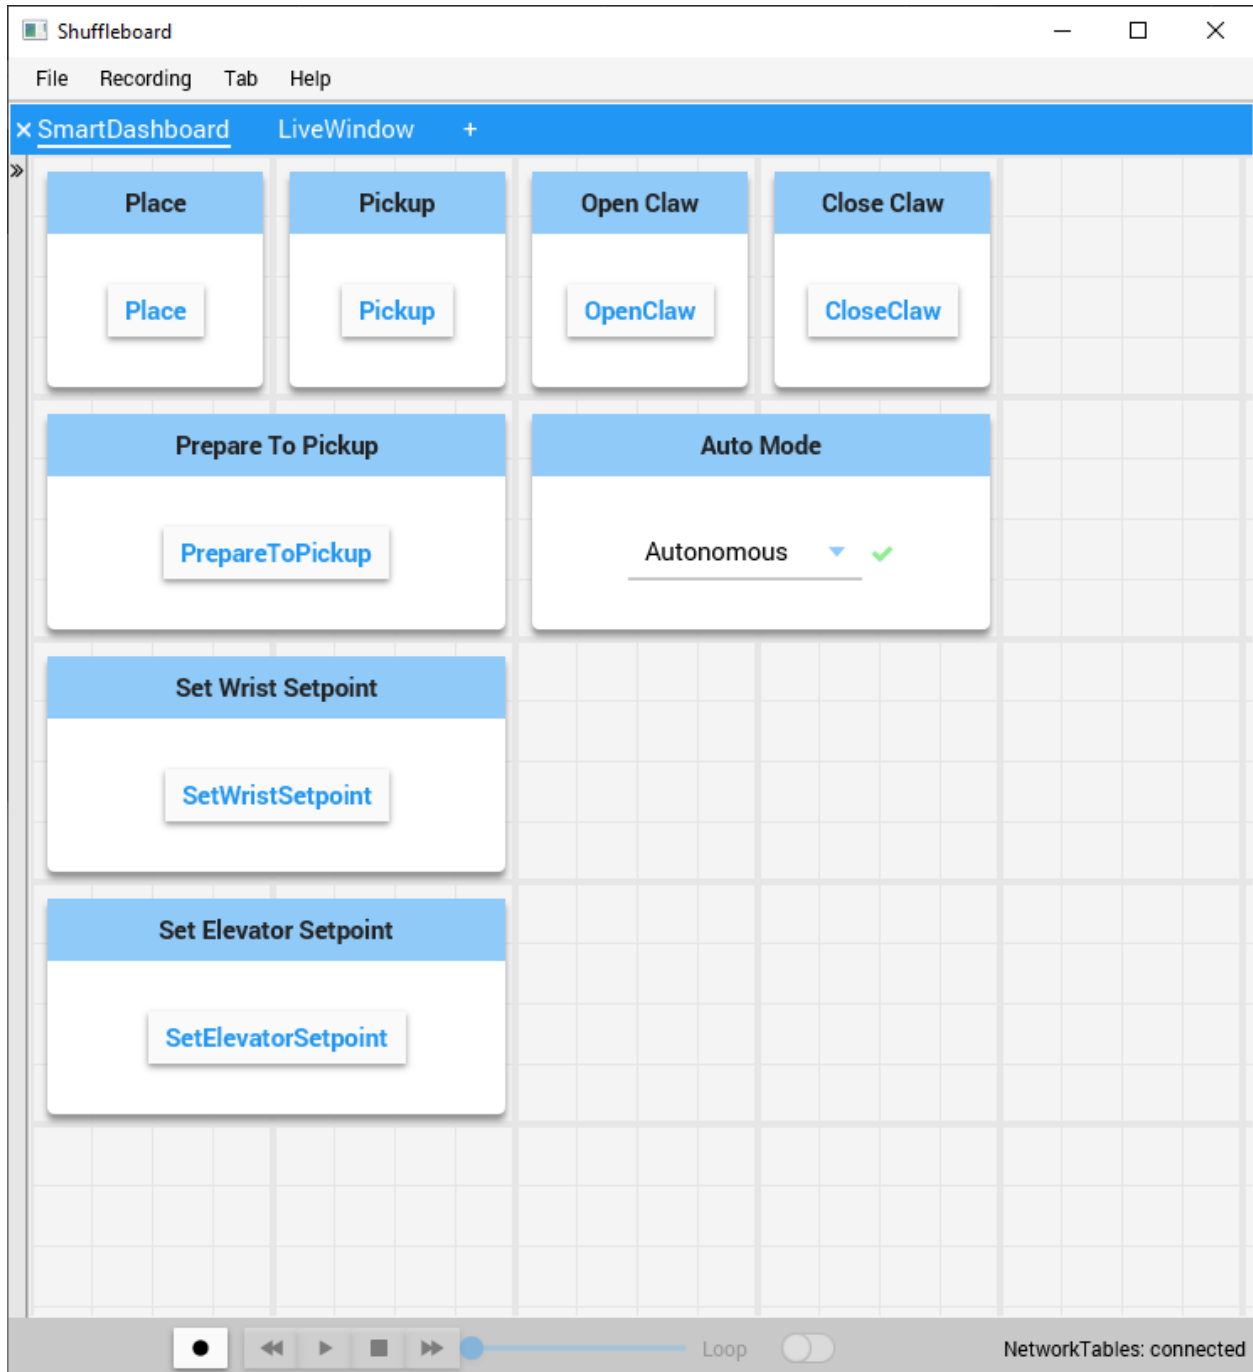 Shuffleboard
File Recording Tab Help
SmartDashboard LiveWindow +
Place Pickup Open Claw Close Claw
Place Pickup OpenClaw CloseClaw
Prepare To Pickup Auto Mode
PrepareToPickup Autonomous
Set Wrist Setpoint
SetWristSetpoint
Set Elevator Setpoint
SetElevatorSetpoint
Loop NetworkTables: connected